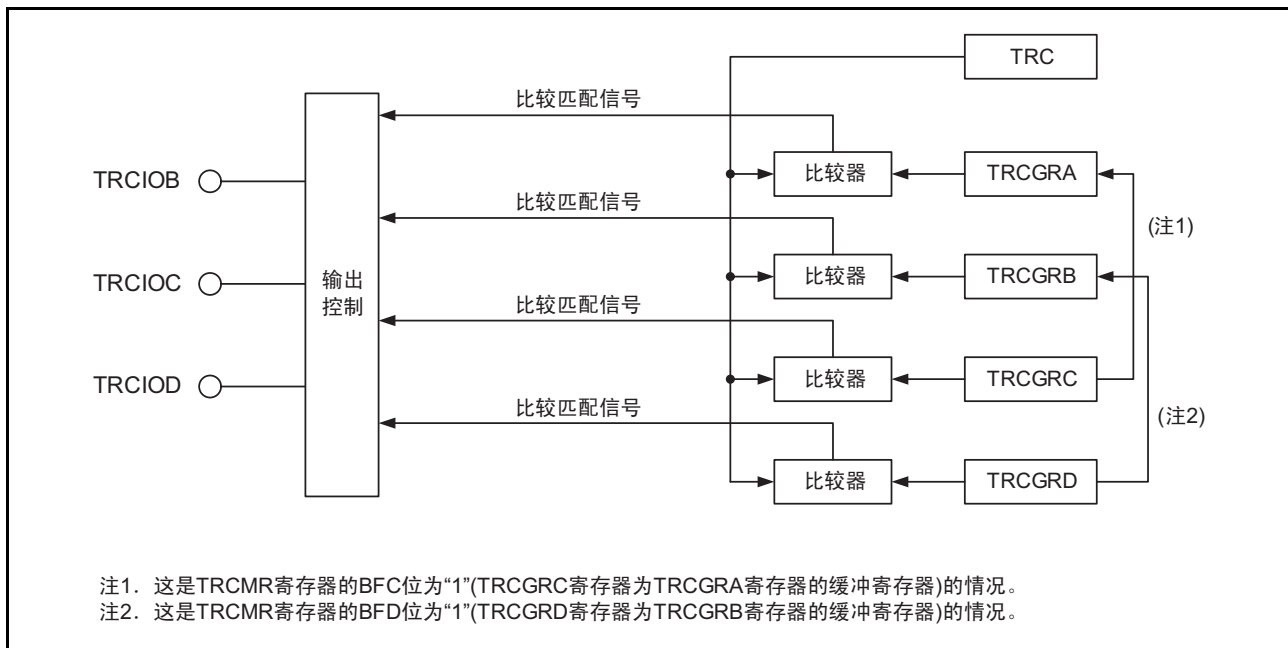 TRC
比较匹配信号
比较器
TRCGRA
TRCIOB
比较匹配信号
(注1)
比较器
TRCGRB
TRCIOC
输出
控制
比较匹配信号
比较器
TRCGRC
TRCIOD
比较匹配信号
(注2)
比较器
TRCGRD
注1．这是TRCMR寄存器的BFC位为“1”(TRCGRC寄存器为TRCGRA寄存器的缓冲寄存器)的情况。
注2．这是TRCMR寄存器的BFD位为“1”(TRCGRD寄存器为TRCGRB寄存器的缓冲寄存器)的情况。